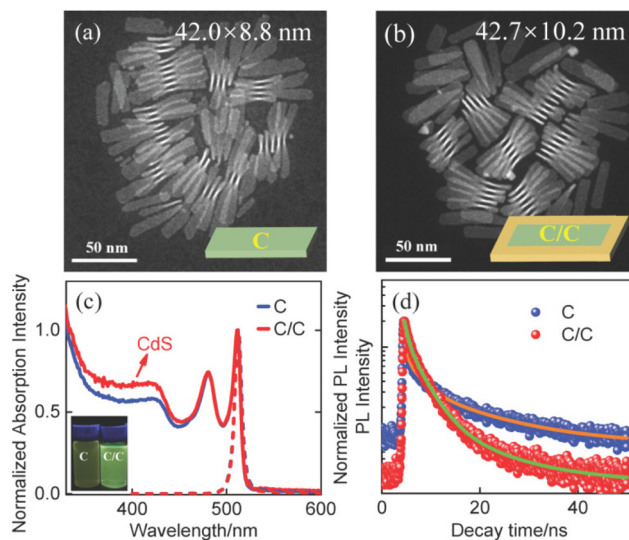 (a)
42.0×8.8 nm
C
50 nm
(b)
42.7×10.2 nm
C/C
50 nm
(c)
C
C/C
CdS
1.0
0.5
0.0
Normalized Absorption Intensity
C
C/C
400
500
600
Wavelength/nm
(d)
C
C/C
Normalized PL Intensity
PL Intensity
0
20
40
Decay time/ns